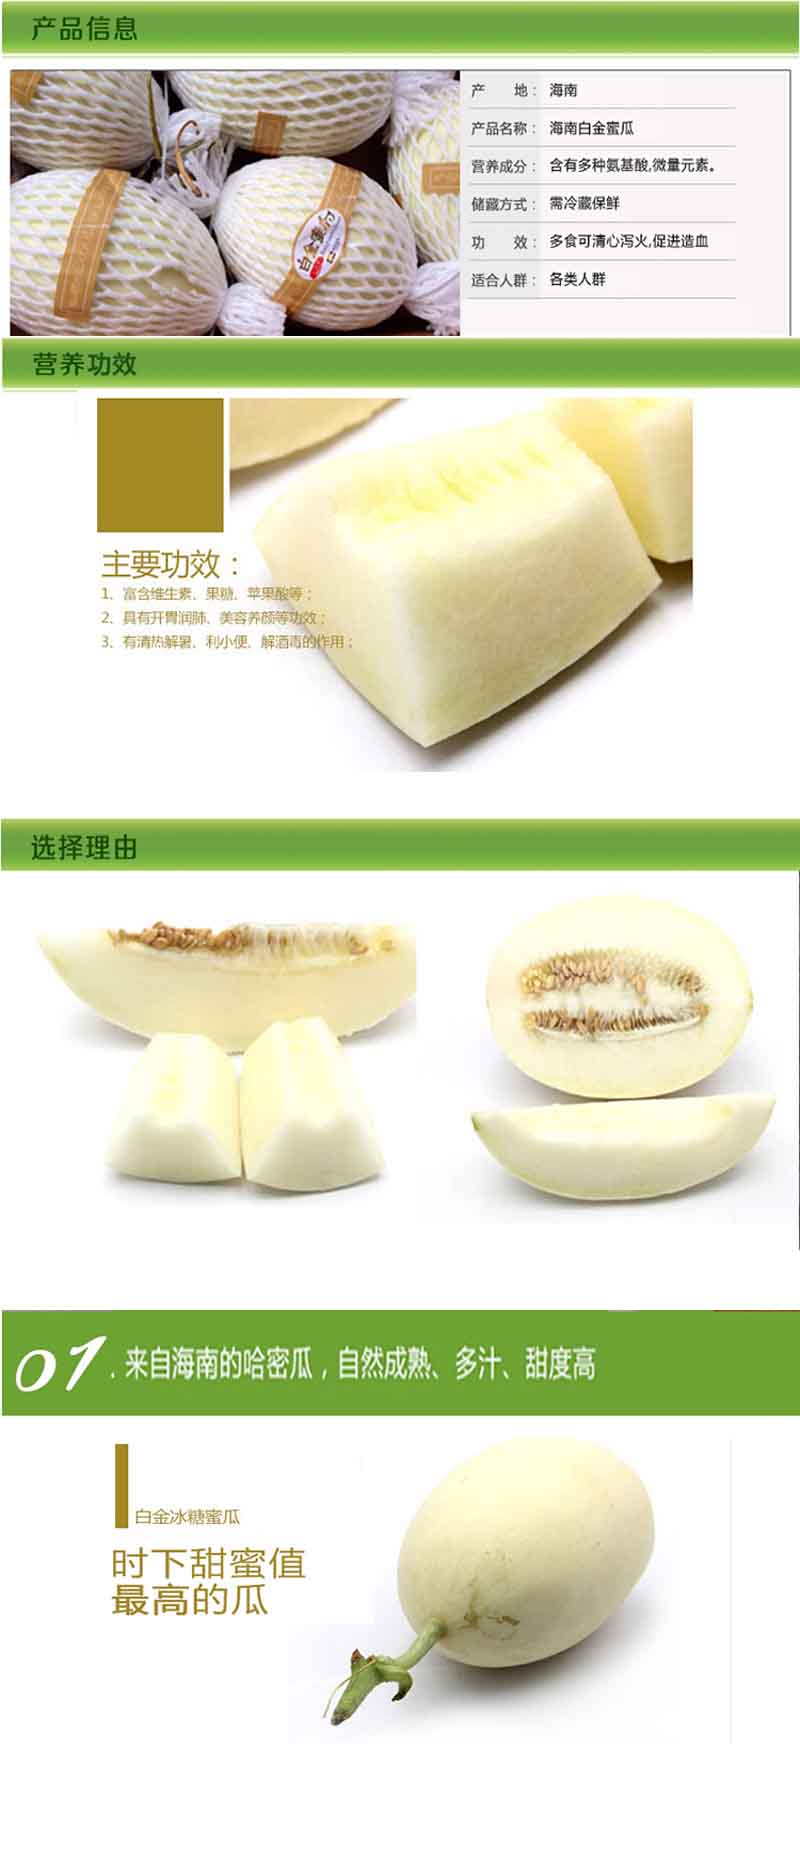 产品信息
产 地： 海南
产品名称： 海南白金蜜瓜
营养成分： 含有多种氨基酸,微量元素。
储藏方式： 需冷藏保鲜
功 效： 多食可清心泻火,促进造血
适合人群： 各类人群
营养功效
主要功效：
1、富含维生素、果糖、苹果酸等；
2、具有开胃润肺、美容养颜等功效；
3、有清热解暑、利小便、解酒毒的作用；
选择理由
01. 来自海南的哈密瓜，自然成熟、多汁、甜度高
白金冰糖蜜瓜
时下甜蜜值
最高的瓜